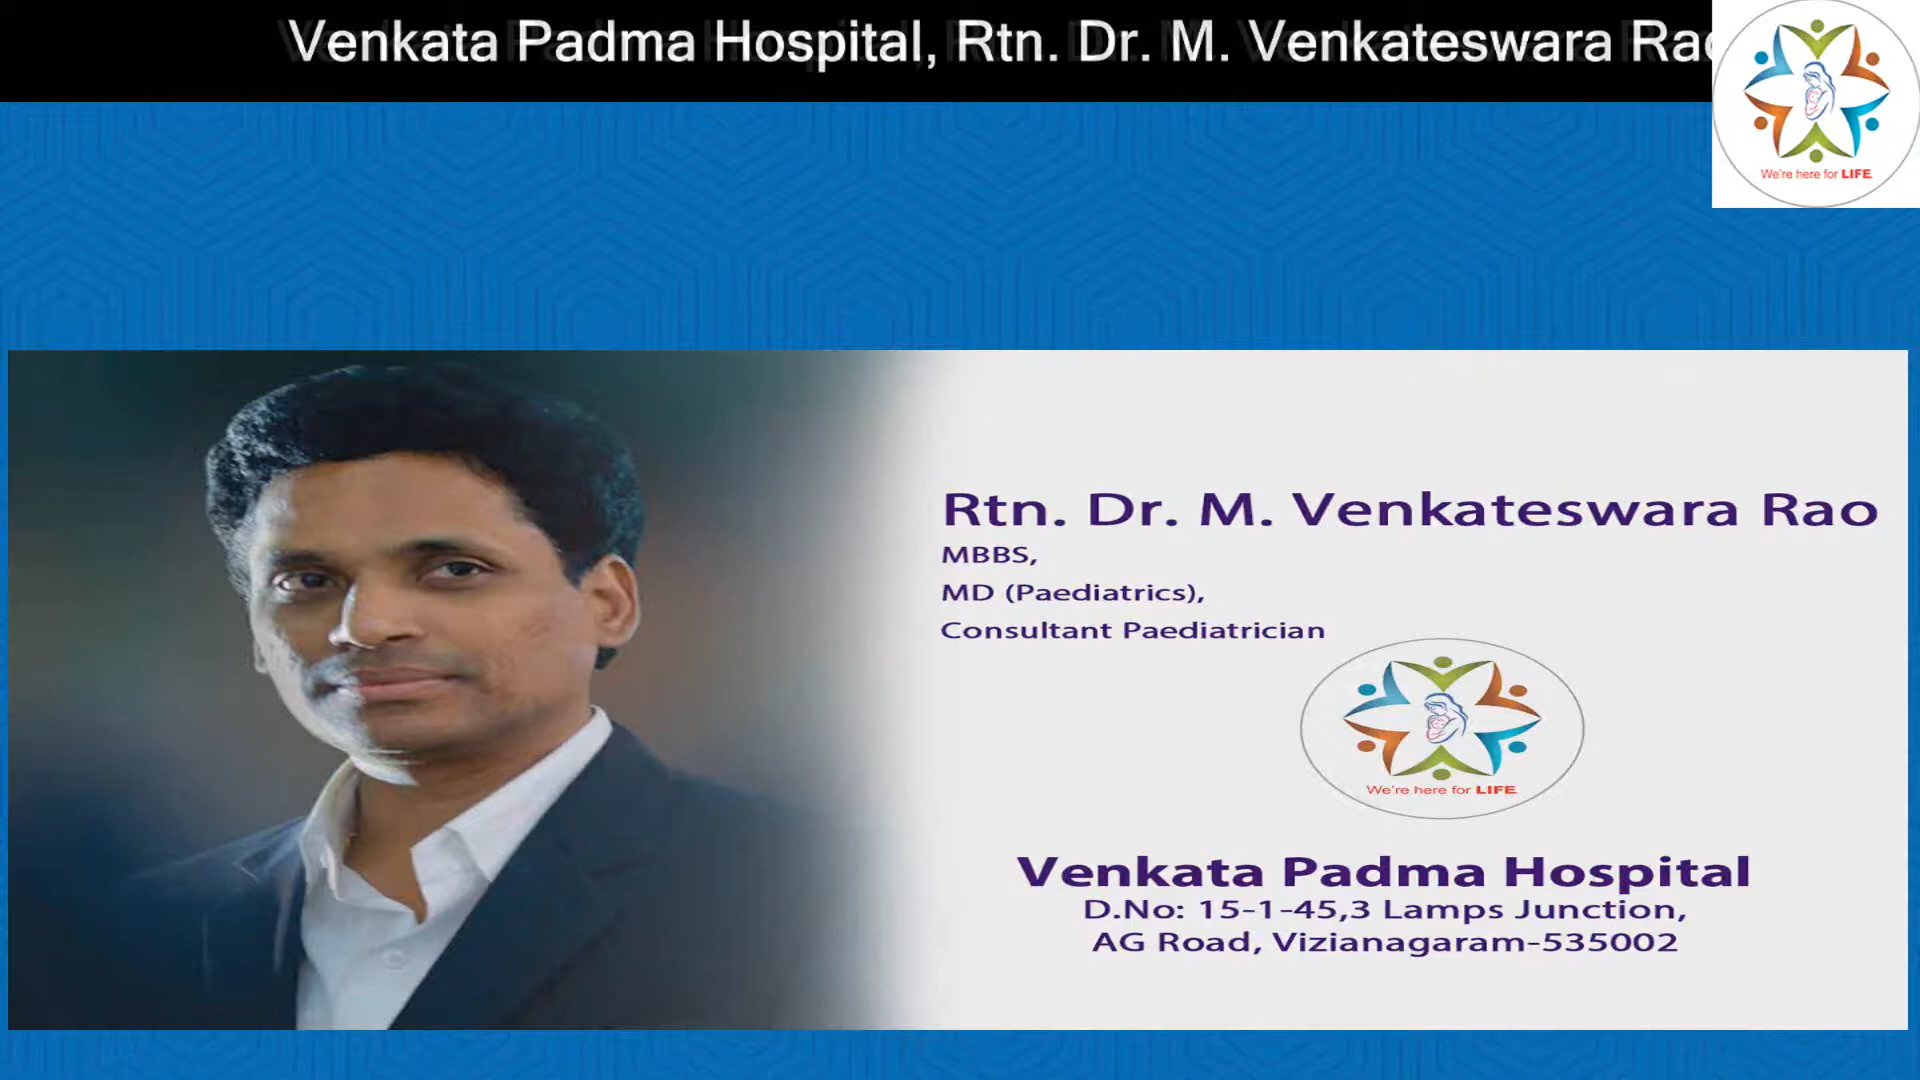 Venkata Padma Hospital, Rtn. Dr. M. Venkateswara Rao
We're here for LIFE
Rtn. Dr. M. Venkateswara Rao
MBBS,
MD (Paediatrics),
Consultant Paediatrician
We're here for LIFE
Venkata Padma Hospital
D.No: 15-1-45,3 Lamps Junction,
AG Road, Vizianagaram-535002